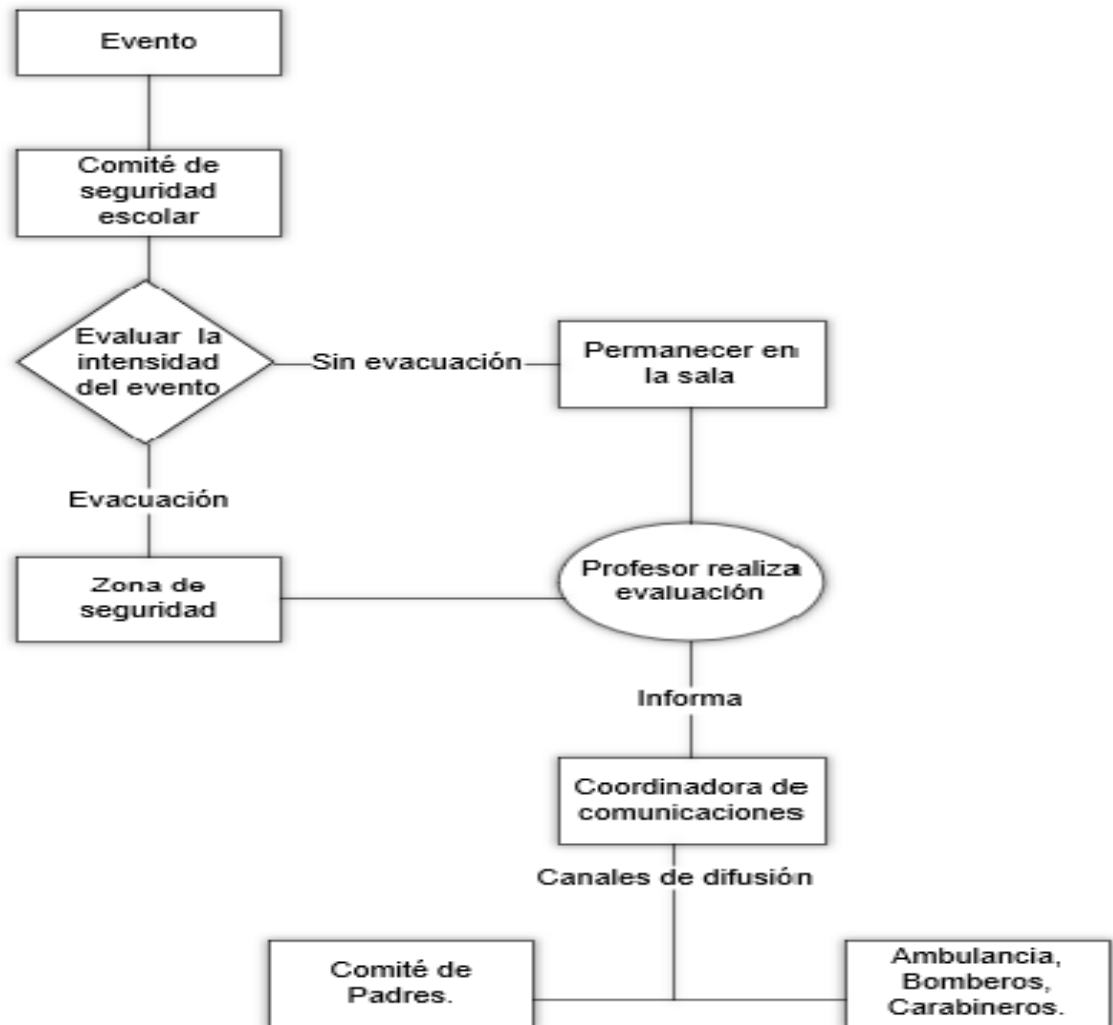 Evento
Comité de
seguridad
escolar
Evaluar la
intensidad
del evento
Sin evacuación
Permanecer en
la sala
Evacuación
Zona de
seguridad
Profesor realiza
evaluación
Informa
Coordinadora de
comunicaciones
Canales de difusión
Comité de
Padres.
Ambulancia,
Bomberos,
Carabineros.